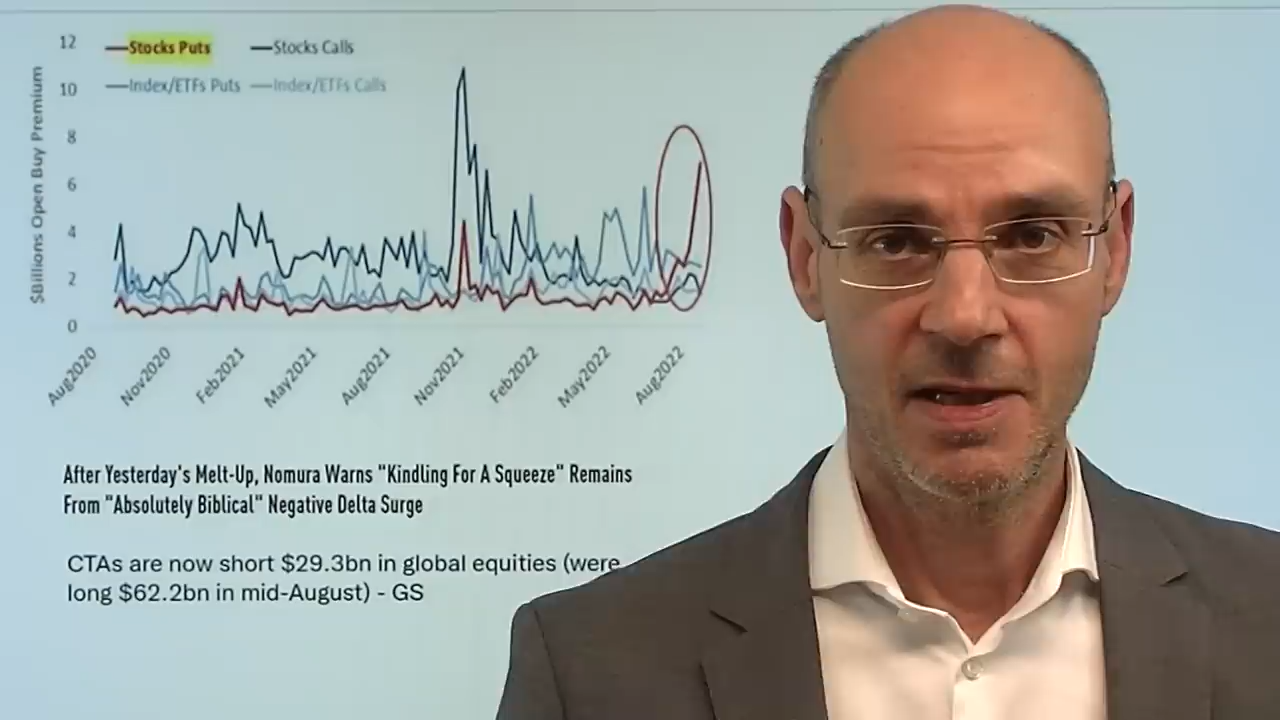 12
Stocks Puts Stocks Calls
10
Index/ETFs Puts Index/ETFs Calls
8
6
4
2
0
$Billions Open Buy Premium
Aug2020 Nov2020 Feb2021 May2021 Aug2021 Nov2021 Feb2022 May2022 Aug2022
After Yesterday's Melt-Up, Nomura Warns "Kindling For A Squeeze" Remains
From "Absolutely Biblical" Negative Delta Surge
CTAs are now short $29.3bn in global equities (were
long $62.2bn in mid-August) - GS